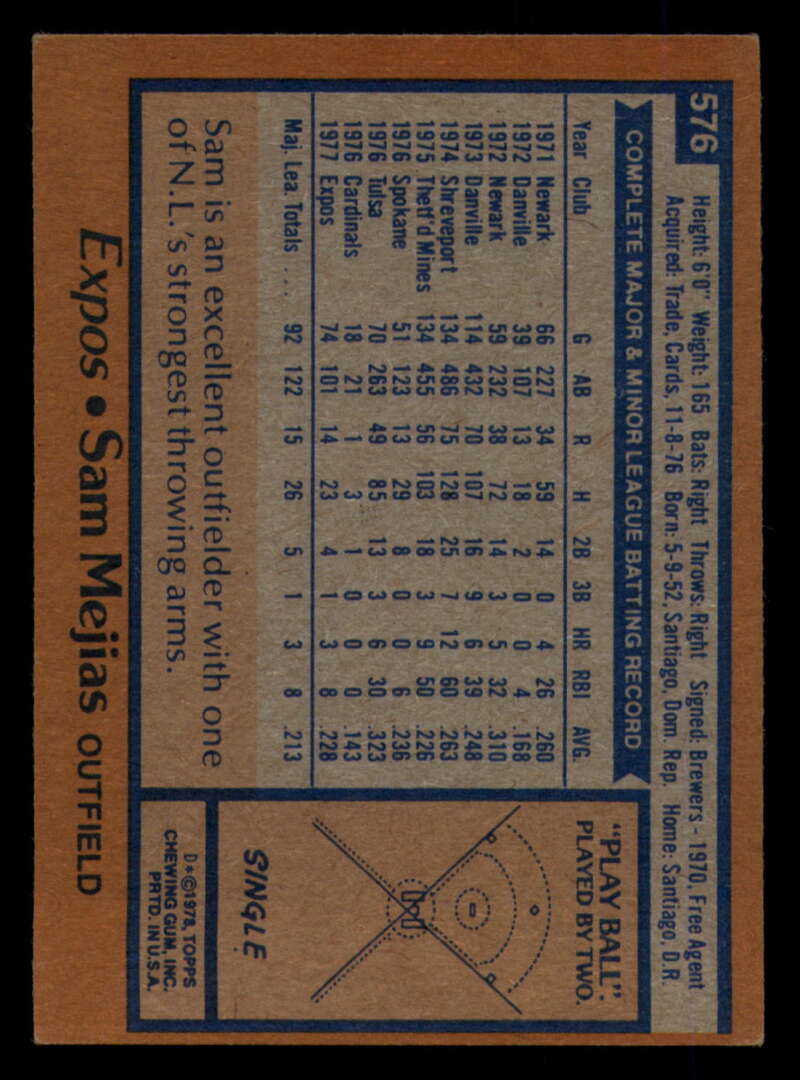 576
Height: 6'0" Weight: 165 Bats: Right Throws: Right Signed: Brewers - 1970, Free Agent
Acquired: Trade, Cards, 11-8-76 Born: 5-9-52, Santiago, Dom. Rep. Home: Santiago, D.R.
COMPLETE MAJOR & MINOR LEAGUE BATTING RECORD
Year Club G AB R H 2B 3B HR RBI AVG.
1971 Newark 66 227 34 59 14 0 4 26 .260
1972 Danville 39 107 13 18 2 0 0 4 .168
1972 Newark 59 232 38 72 14 3 5 32 .310
1973 Danville 114 432 70 107 16 9 6 39 .248
1974 Shreveport 134 486 75 128 25 7 12 60 .263
1975 Thetf'd Mines 134 455 56 103 18 3 9 50 .226
1976 Spokane 51 123 13 29 8 0 0 6 .236
1976 Tulsa 70 263 49 85 13 3 6 30 .323
1976 Cardinals 18 21 1 3 1 0 0 0 .143
1977 Expos 74 101 14 23 4 1 3 8 .228
Maj. Lea. Totals .... 92 122 15 26 5 1 3 8 .213
Sam is an excellent outfielder with one
of N.L.'s strongest throwing arms.
"PLAY BALL".
PLAYED BY TWO.
SINGLE
D*©1978, TOPPS
CHEWING GUM, INC.
PRTD. IN U.S.A.
Expos • Sam Mejias OUTFIELD